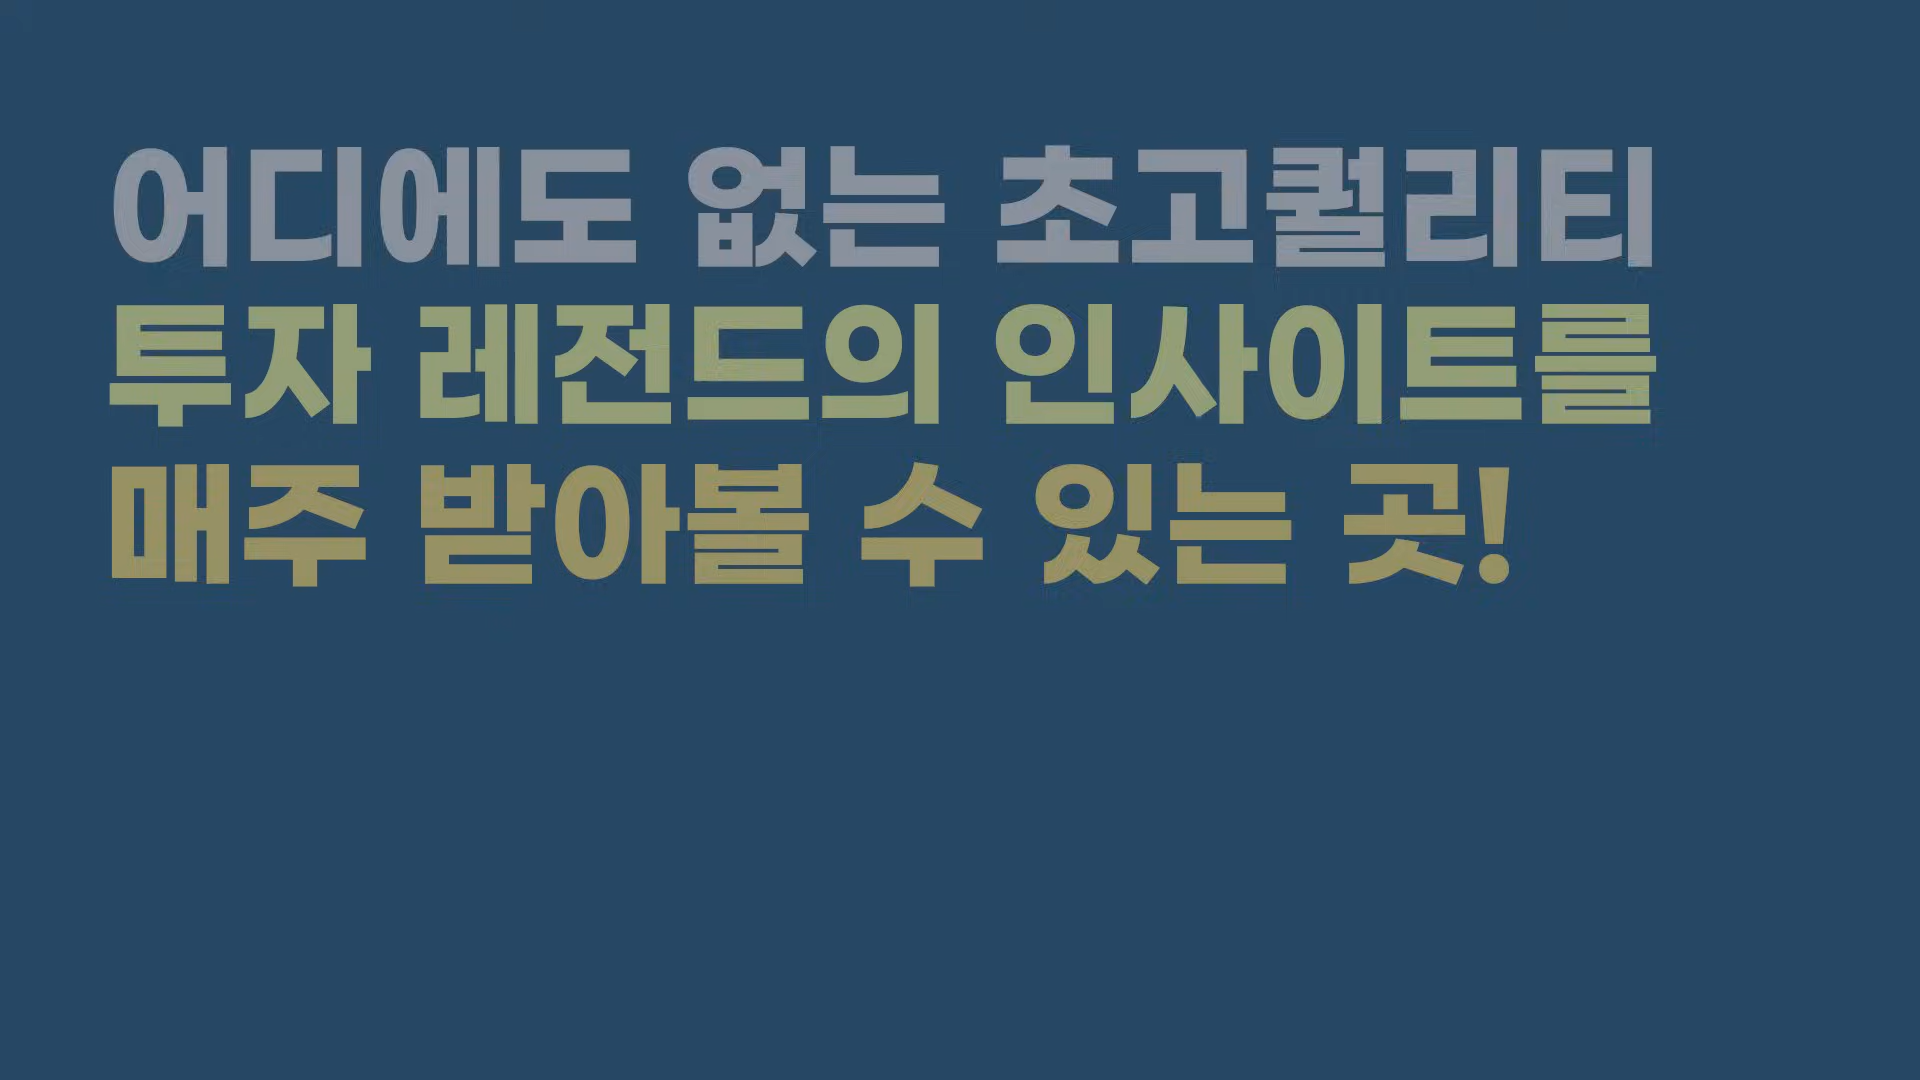 어디에도 없는 초고퀄리티
투자 레전드의 인사이트를
매주 받아볼 수 있는 곳!